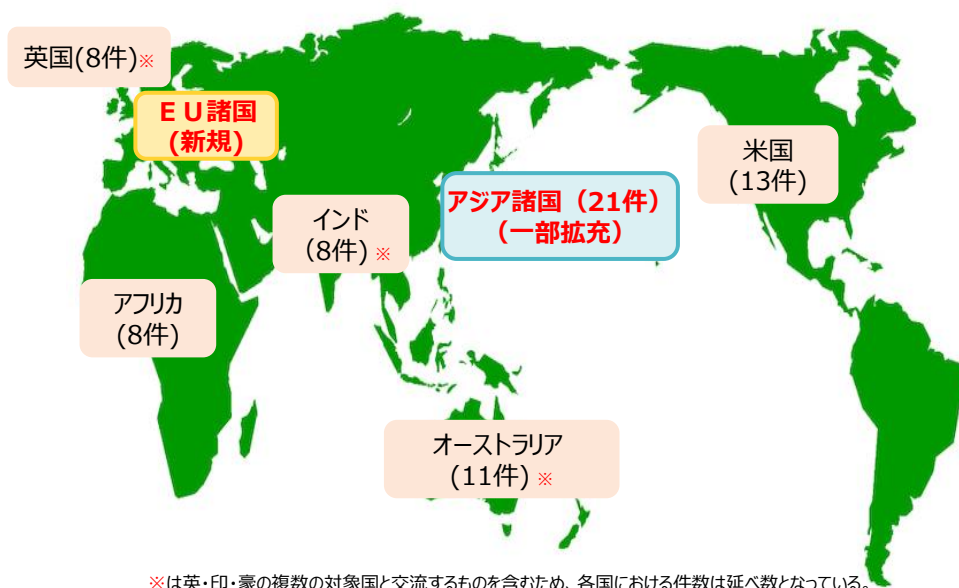 英国(8件)※
ＥＵ諸国
(新規)
米国
(13件)
アジア諸国（21件）
（一部拡充）
インド
(8件) ※
アフリカ
(8件)
オーストラリア
(11件) ※
※は英・印・豪の複数の対象国と交流するものを含むため、各国における件数は延べ数となっている。